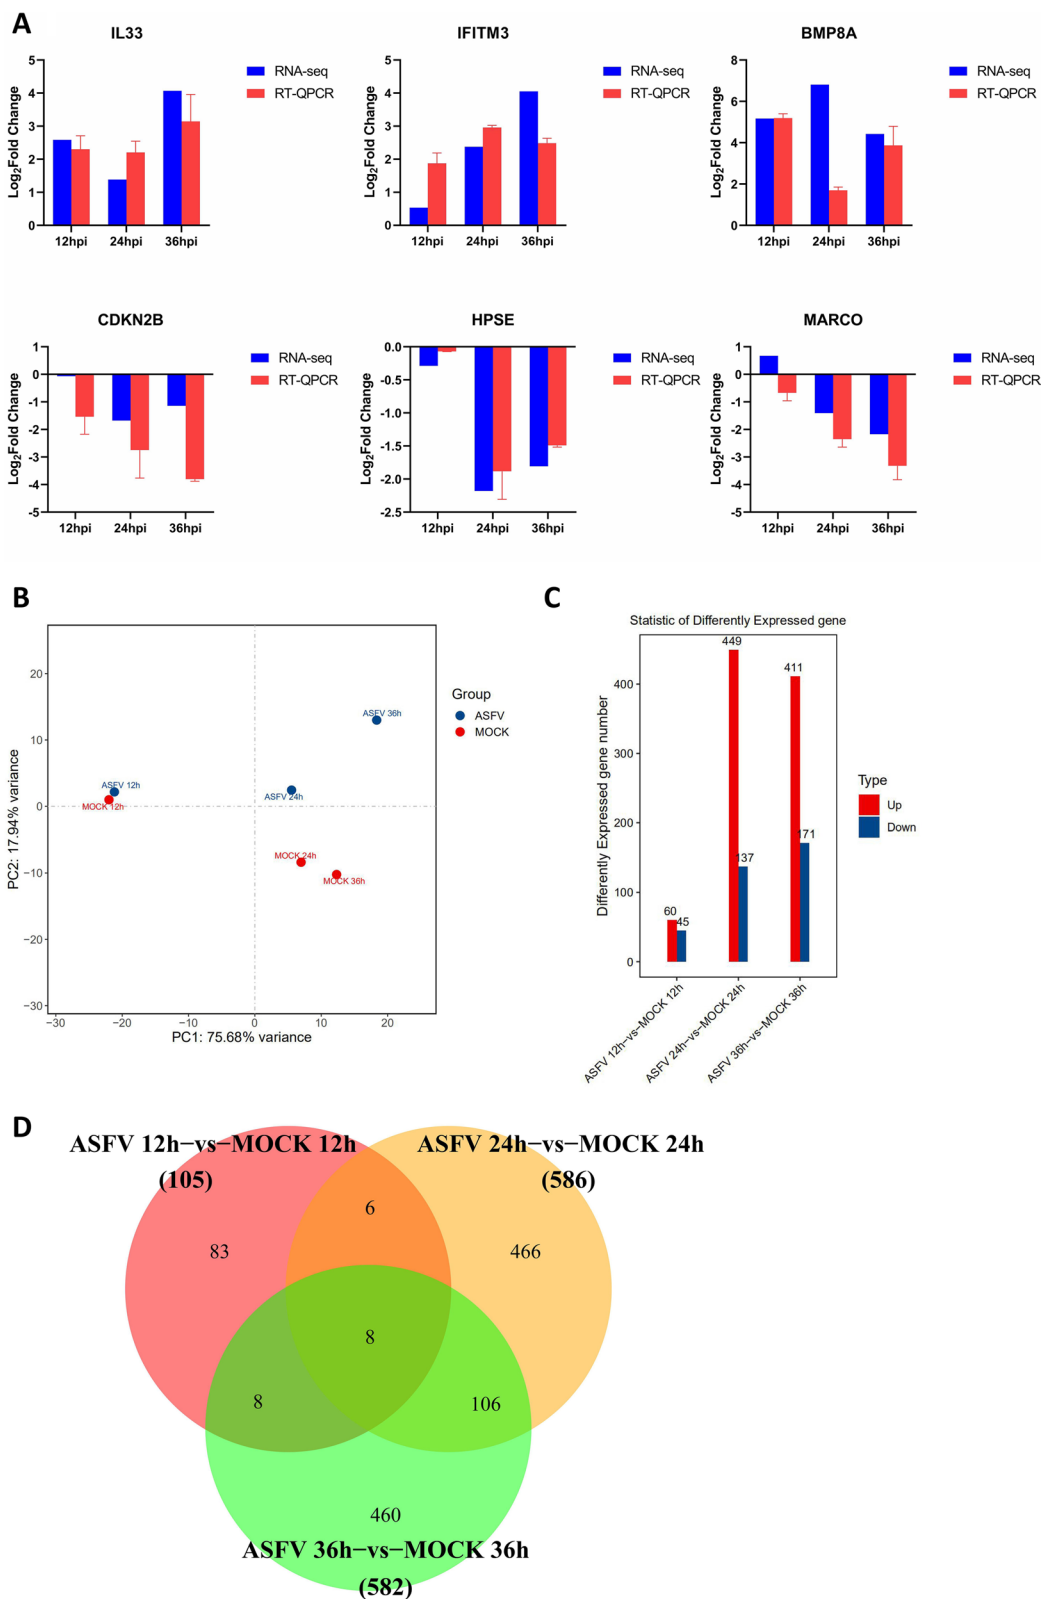 A
IL33
IFITM3
BMP8A
Log2Fold Change
5
4
3
2
1
0
12hpi
24hpi
36hpi
RNA-seq
RT-QPCR
Log2Fold Change
5
4
3
2
1
0
12hpi
24hpi
36hpi
RNA-seq
RT-QPCR
Log2Fold Change
8
6
4
2
0
12hpi
24hpi
36hpi
RNA-seq
RT-QPCR
CDKN2B
HPSE
MARCO
Log2Fold Change
1
0
-1
-2
-3
-4
-5
12hpi
24hpi
36hpi
RNA-seq
RT-QPCR
Log2Fold Change
0.0
-0.5
-1.0
-1.5
-2.0
-2.5
12hpi
24hpi
36hpi
RNA-seq
RT-QPCR
Log2Fold Change
1
0
-1
-2
-3
-4
-5
12hpi
24hpi
36hpi
RNA-seq
RT-QPCR
B
PC2: 17.94% variance
20
10
0
−10
−20
−30
ASFV 36h
ASFV 12h
MOCK 12h
ASFV 24h
MOCK 24h
MOCK 36h
−30
−20
−10
0
10
20
PC1: 75.68% variance
Group
ASFV
MOCK
C
Statistic of Differently Expressed gene
Differently Expressed gene number
400
300
200
100
0
60
45
449
137
411
171
ASFV 12h−vs−MOCK 12h
ASFV 24h−vs−MOCK 24h
ASFV 36h−vs−MOCK 36h
Type
Up
Down
D
ASFV 12h−vs−MOCK 12h
(105)
ASFV 24h−vs−MOCK 24h
(586)
6
83
466
8
8
106
460
ASFV 36h−vs−MOCK 36h
(582)